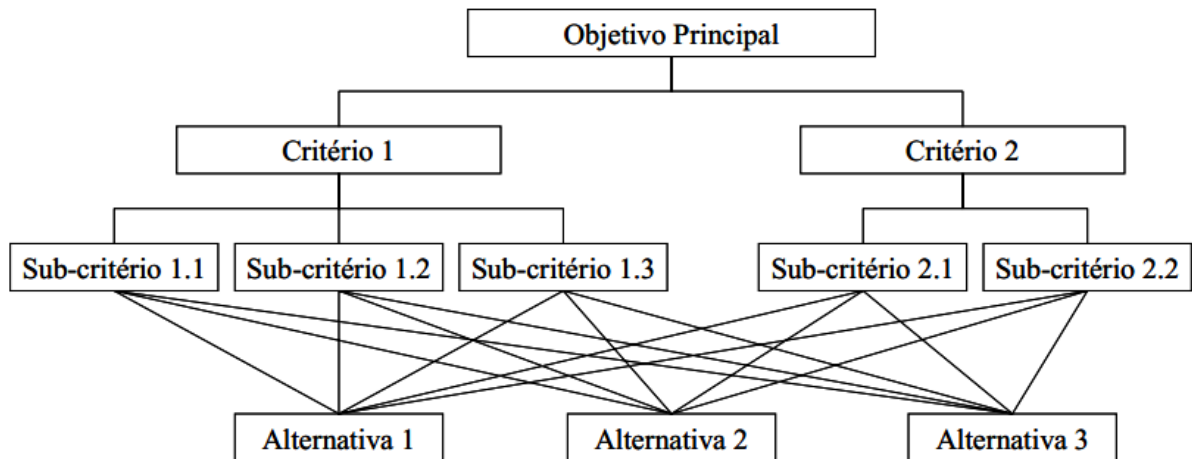 Objetivo Principal
Critério 1
Critério 2
Sub-critério 1.1
Sub-critério 1.2
Sub-critério 1.3
Sub-critério 2.1
Sub-critério 2.2
Alternativa 1
Alternativa 2
Alternativa 3